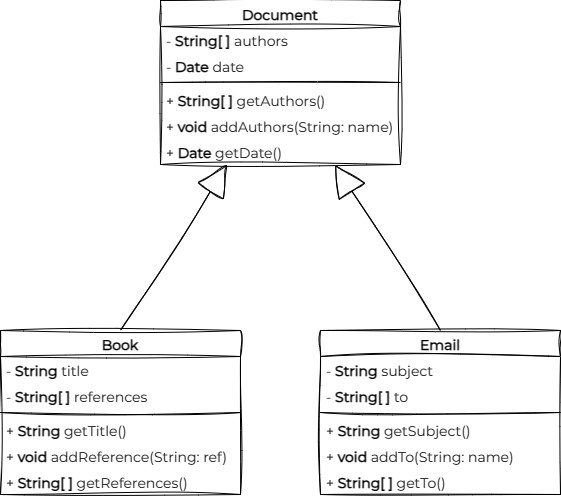 Document
- String[ ] authors
- Date date
+ String[ ] getAuthors()
+ void addAuthors(String: name)
+ Date getDate()
Book
- String title
- String[ ] references
+ String getTitle()
+ void addReference(String: ref)
+ String[ ] getReferences()
Email
- String subject
- String[ ] to
+ String getSubject()
+ void addTo(String: name)
+ String[ ] getTo()